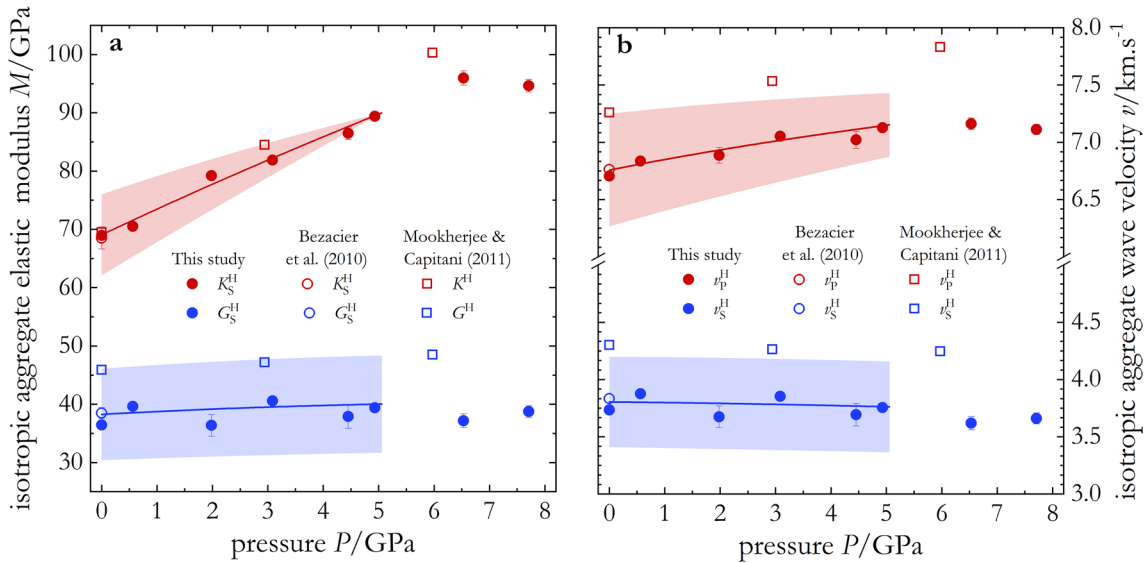 a
isotropic aggregate elastic modulus M/GPa
100
90
80
70
60
50
40
30
Bezacier Mookherjee &
This study et al. (2010) Capitani (2011)
K_S^H K_S^H K^H
G_S^H G_S^H G^H
0 1 2 3 4 5 6 7 8
pressure P/GPa
b
isotropic aggregate wave velocity v/km.s⁻¹
8.0
7.5
7.0
6.5
Bezacier Mookherjee &
This study et al. (2010) Capitani (2011)
v_P^H v_P^H v_P^H
v_S^H v_S^H v_S^H
4.5
4.0
3.5
3.0
0 1 2 3 4 5 6 7 8
pressure P/GPa